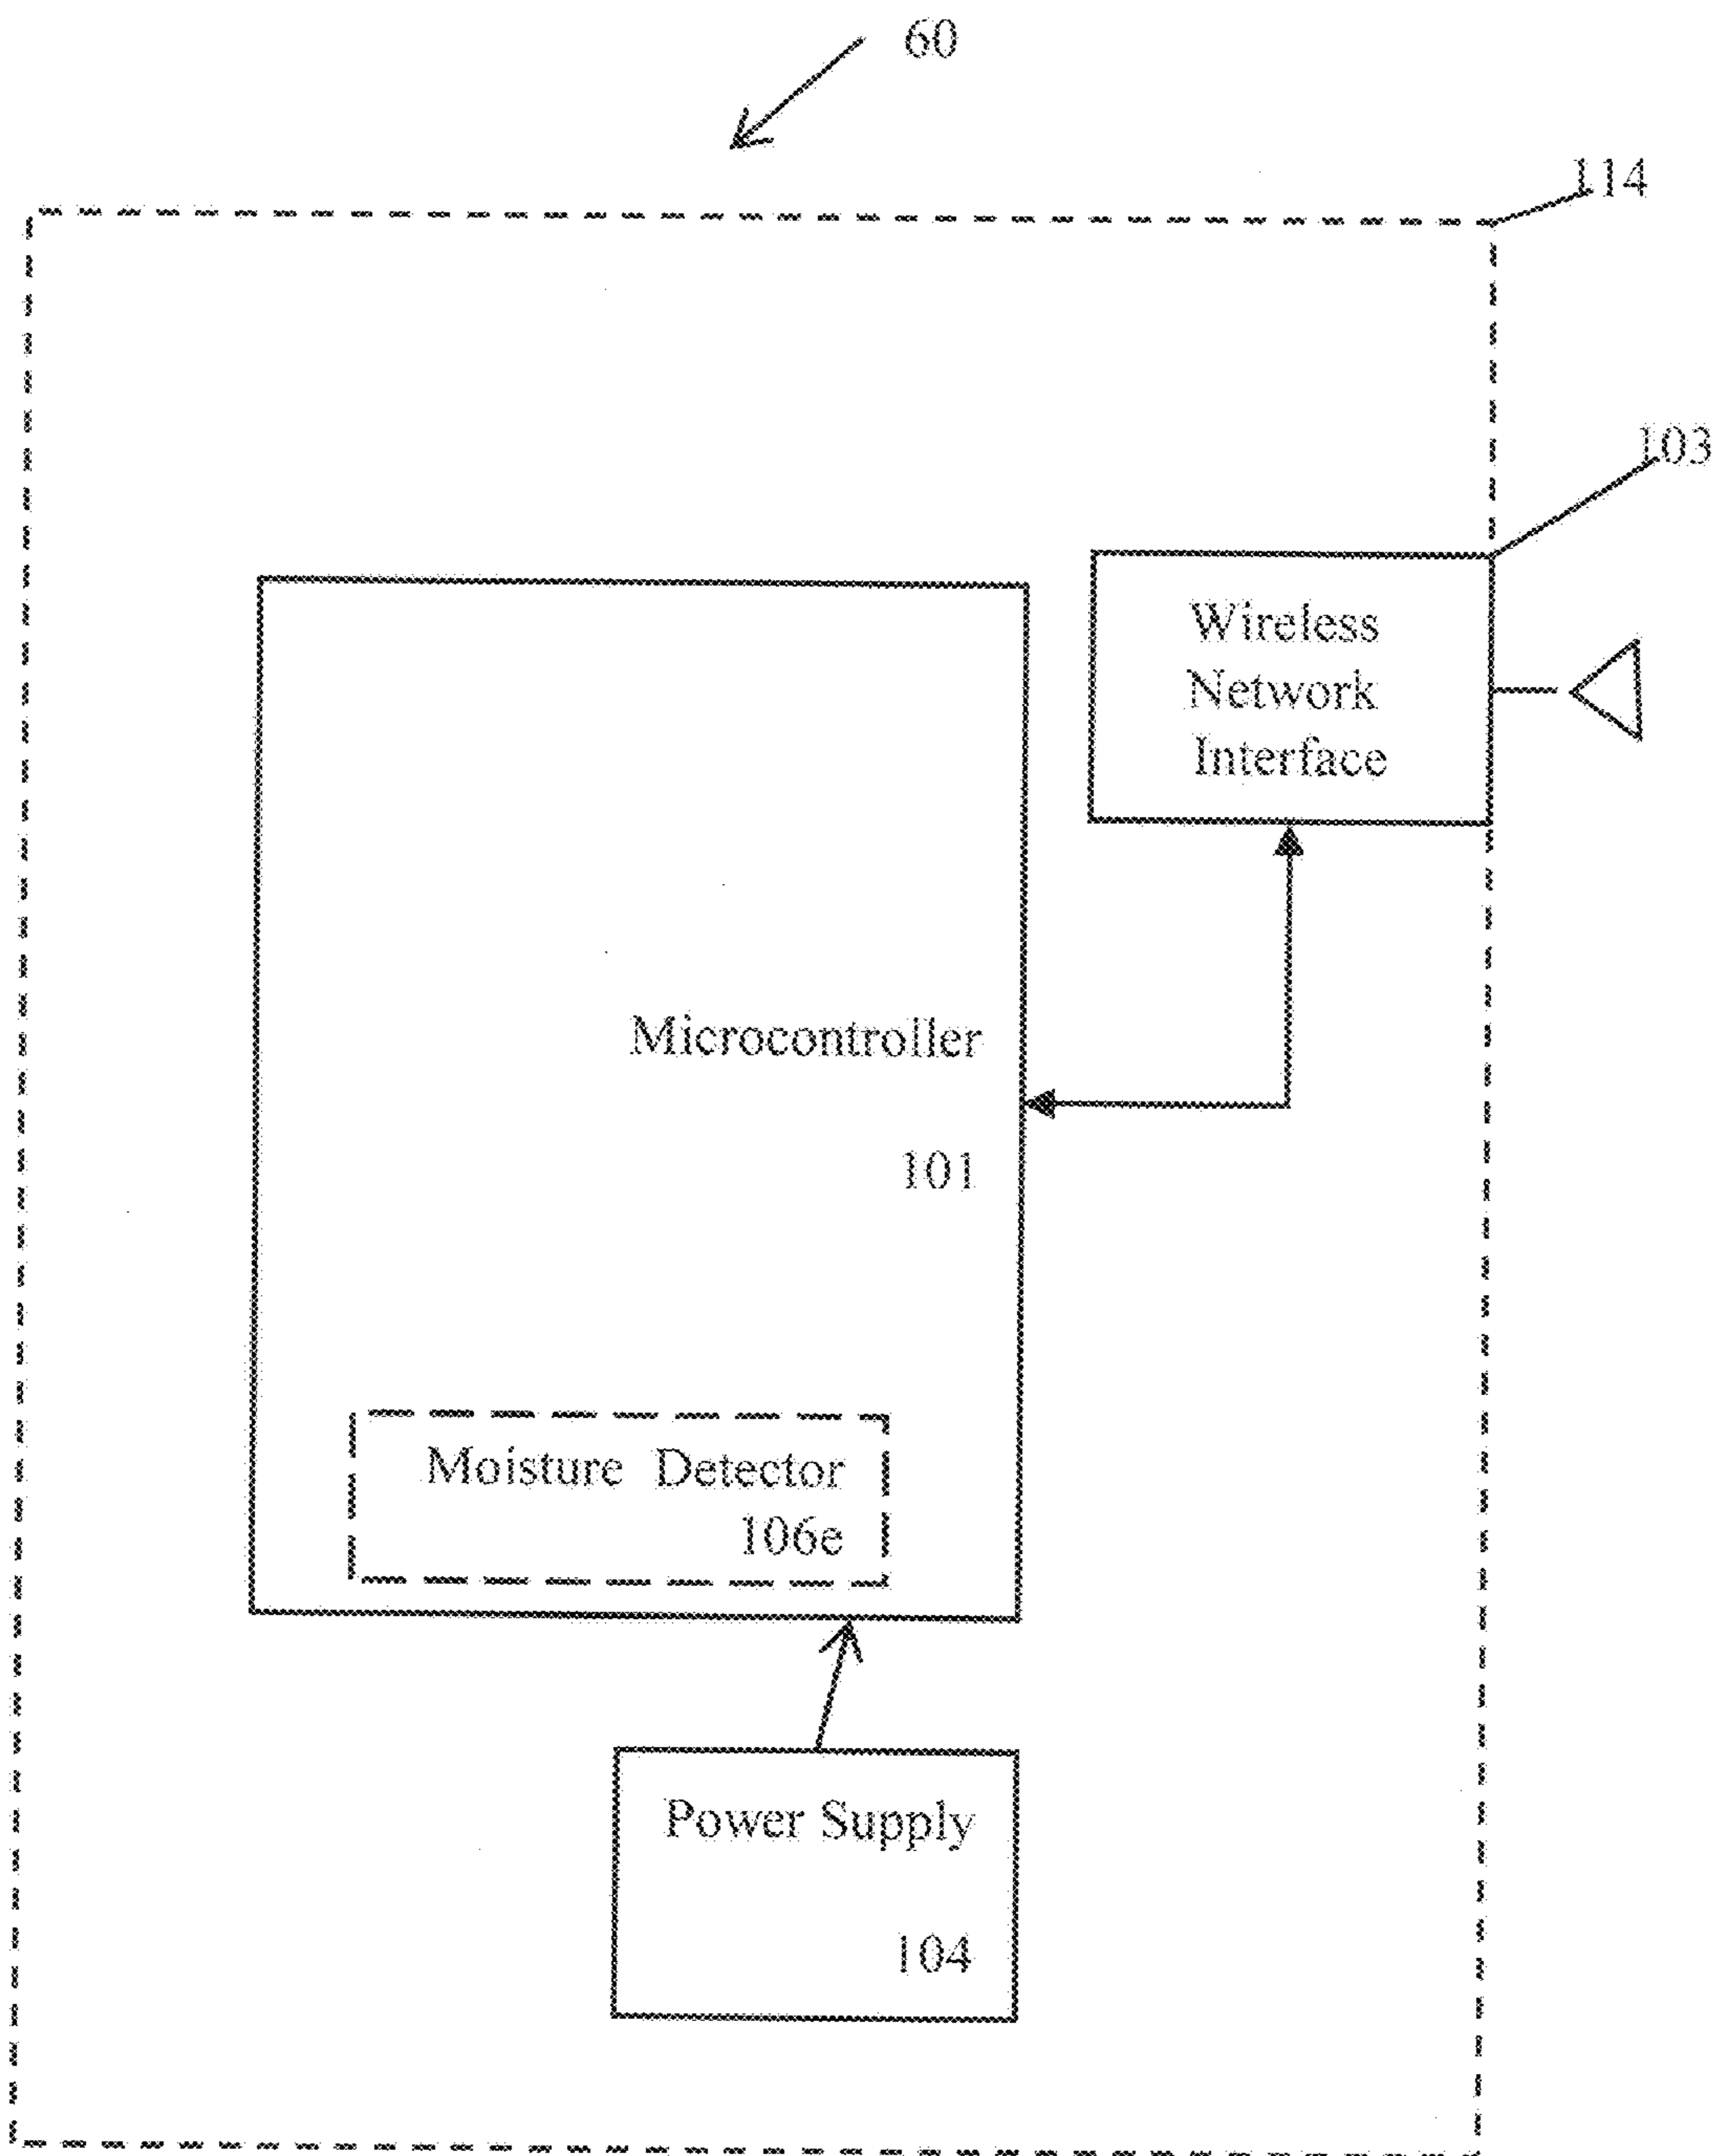 60
114
103
Wireless
Network
Interface
Microcontroller
101
Moisture Detector
106e
Power Supply
104